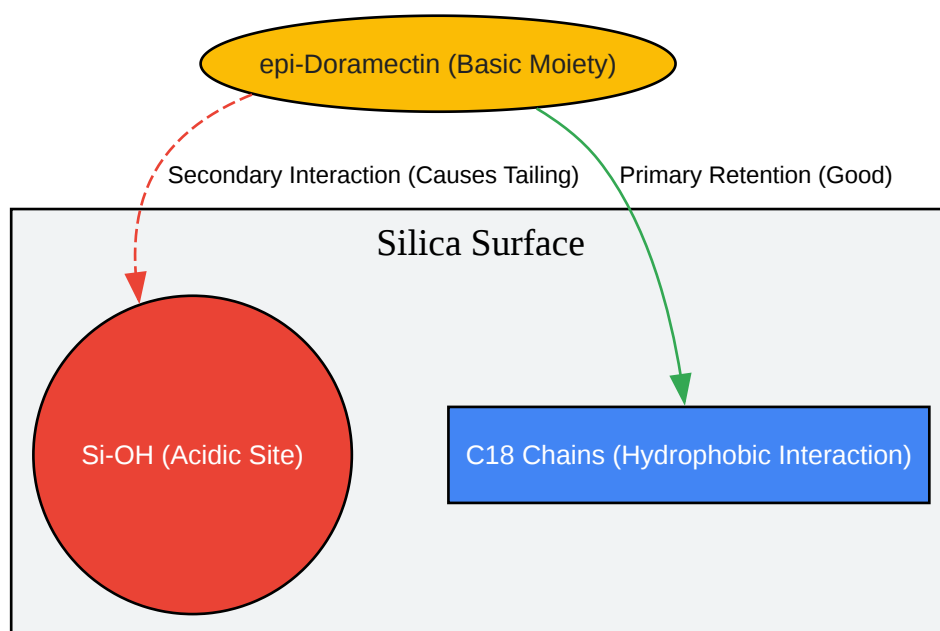 epi-Doramectin (Basic Moiety)
Secondary Interaction (Causes Tailing)
Primary Retention (Good)
Silica Surface
Si-OH (Acidic Site)
C18 Chains (Hydrophobic Interaction)